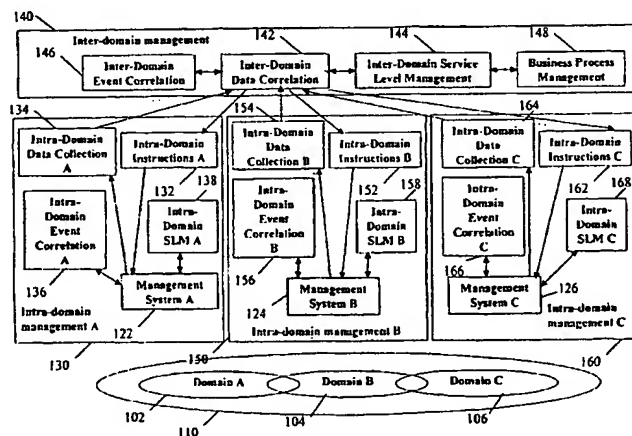 140
142
144
148
Inter-domain management
146
Inter-Domain
Event Correlation
Inter-Domain
Data Correlation
Inter-Domain Service
Level Management
Business Process
Management
134
154
164
Intra-Domain
Data Collection
A
Intra-Domain
Instructions A
Intra-Domain
Data
Collection B
Intra-Domain
Instructions B
Intra-Domain
Data
Collection C
Intra-Domain
Instructions C
132
138
152
158
162
168
Intra-
Domain
Event
Correlation A
Intra-
Domain
SLM A
Intra-
Domain
Event
Correlation
B
Intra-
Domain
SLM B
Intra-
Domain
Event
Correlation
C
Intra-
Domain
SLM C
136
156
166
Management
System A
124
Management
System B
Management
System C
126
Intra-domain
management A
122
Intra-domain management B
Intra-domain
management C
130
150
160
Domain A
Domain B
Domain C
102
104
106
110